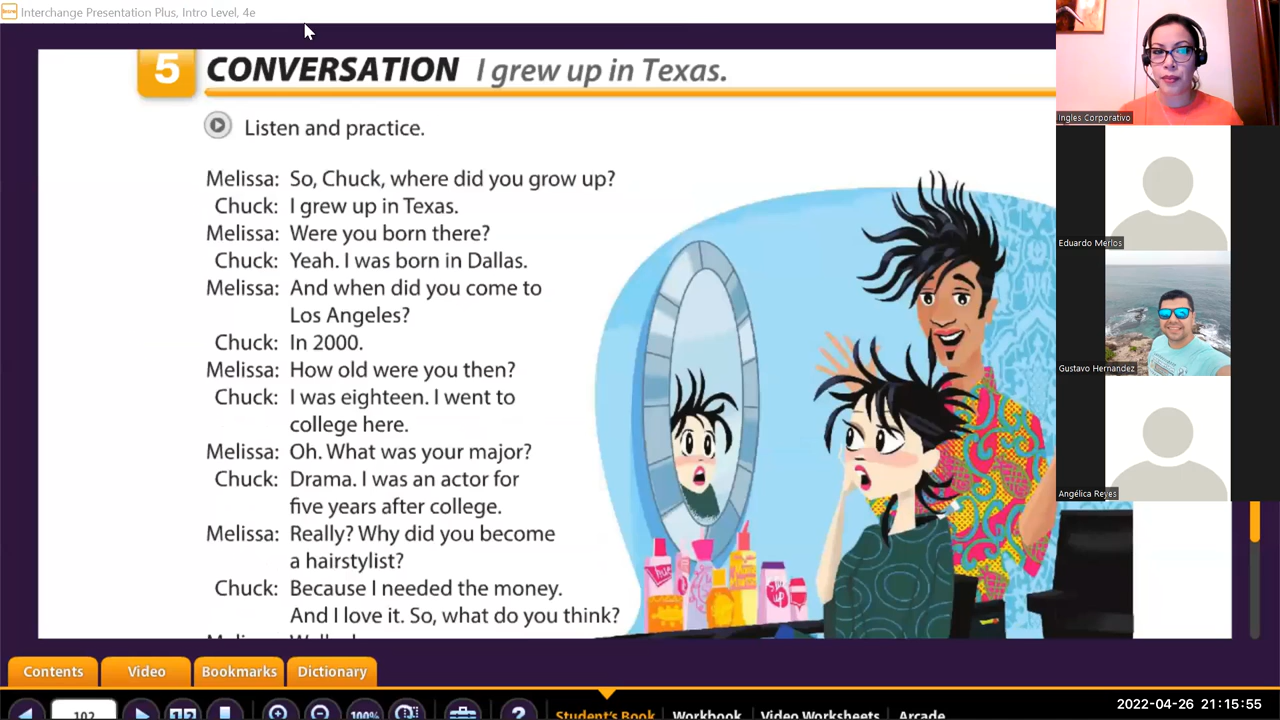 Interchange Presentation Plus, Intro Level, 4e
5 CONVERSATION I grew up in Texas.
Listen and practice.
Melissa: So, Chuck, where did you grow up?
Chuck: I grew up in Texas.
Melissa: Were you born there?
Chuck: Yeah. I was born in Dallas.
Melissa: And when did you come to
Los Angeles?
Chuck: In 2000.
Melissa: How old were you then?
Chuck: I was eighteen. I went to
college here.
Melissa: Oh. What was your major?
Chuck: Drama. I was an actor for
five years after college.
Melissa: Really? Why did you become
a hairstylist?
Chuck: Because I needed the money.
And I love it. So, what do you think?
Ingles Corporativo
Eduardo Merlos
Gustavo Hernandez
Angélica Reyes
Contents Video Bookmarks Dictionary
102 100% ? Student's Book Workbook Video Worksheets Arcade
2022-04-26 21:15:55